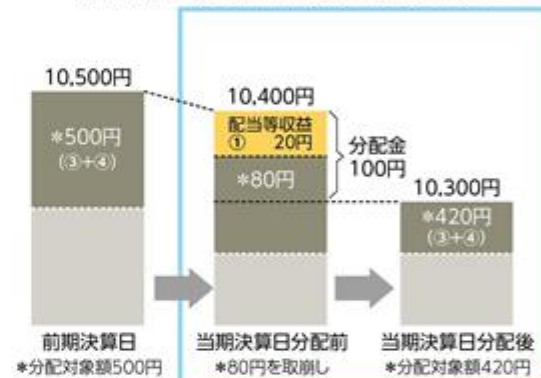 10,500円
*500円
(③+④)
10,400円
配当等収益
① 20円
*80円
分配金
100円
10,300円
*420円
(③+④)
前期決算日
*分配対象額500円
当期決算日分配前
*80円を取崩し
当期決算日分配後
*分配対象額420円